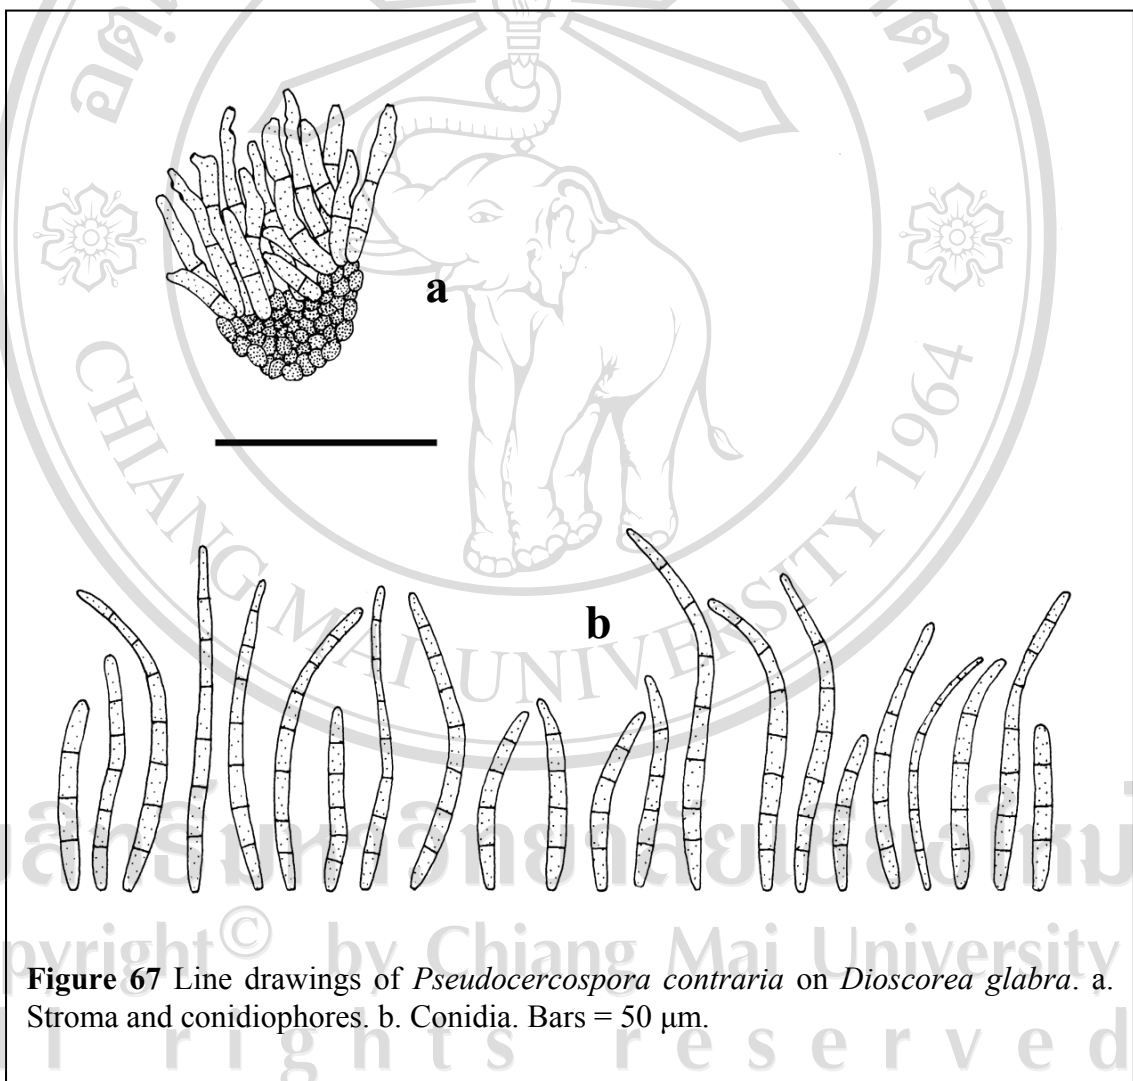 a
CHIANG MAI UNIVERSITY 1964
b
Copyright© by Chiang Mai University
Figure 67 Line drawings of Pseudocercospora contraria on Dioscorea glabra. a.
Stroma and conidiophores. b. Conidia. Bars = 50 μm.
rights reserved